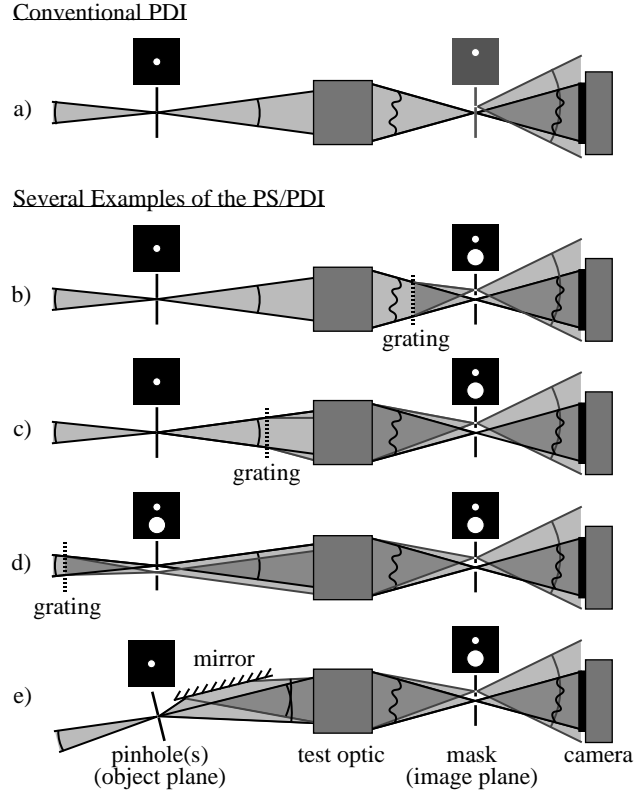 Conventional PDI
a)
Several Examples of the PS/PDI
b)
grating
c)
grating
d)
grating
mirror
e)
pinhole(s) test optic mask camera
(object plane) (image plane)